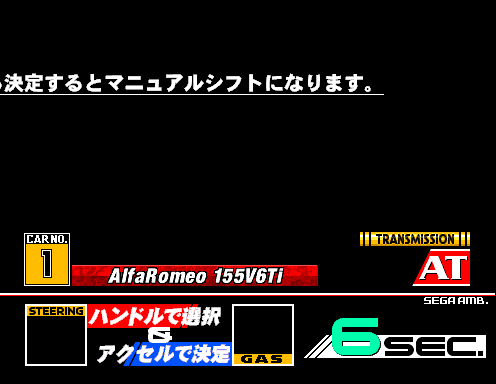 決定するとマニュアルシフトになります。
CAR NO.
1
TRANSMISSION
AT
AlfaRomeo 155V6Ti
SEGA AMB.
STEERING
ハンドルで選択
&
アクセルで決定
GAS
6 SEC.